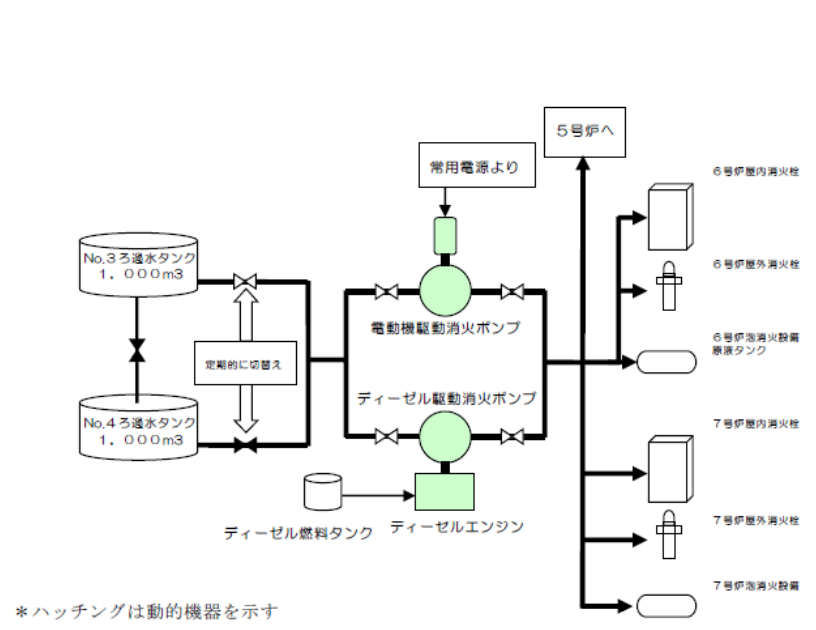 5号炉へ
常用電源より
6号炉屋内消火栓
No.3ろ過水タンク
1.000m3
6号炉屋外消火栓
電動機駆動消火ポンプ
6号炉泡消火設備
原液タンク
定期的に切替え
ディーゼル駆動消火ポンプ
No.4ろ過水タンク
1.000m3
7号炉屋内消火栓
ディーゼル燃料タンク
ディーゼルエンジン
7号炉屋外消火栓
7号炉泡消火設備
*ハッチングは動的機器を示す